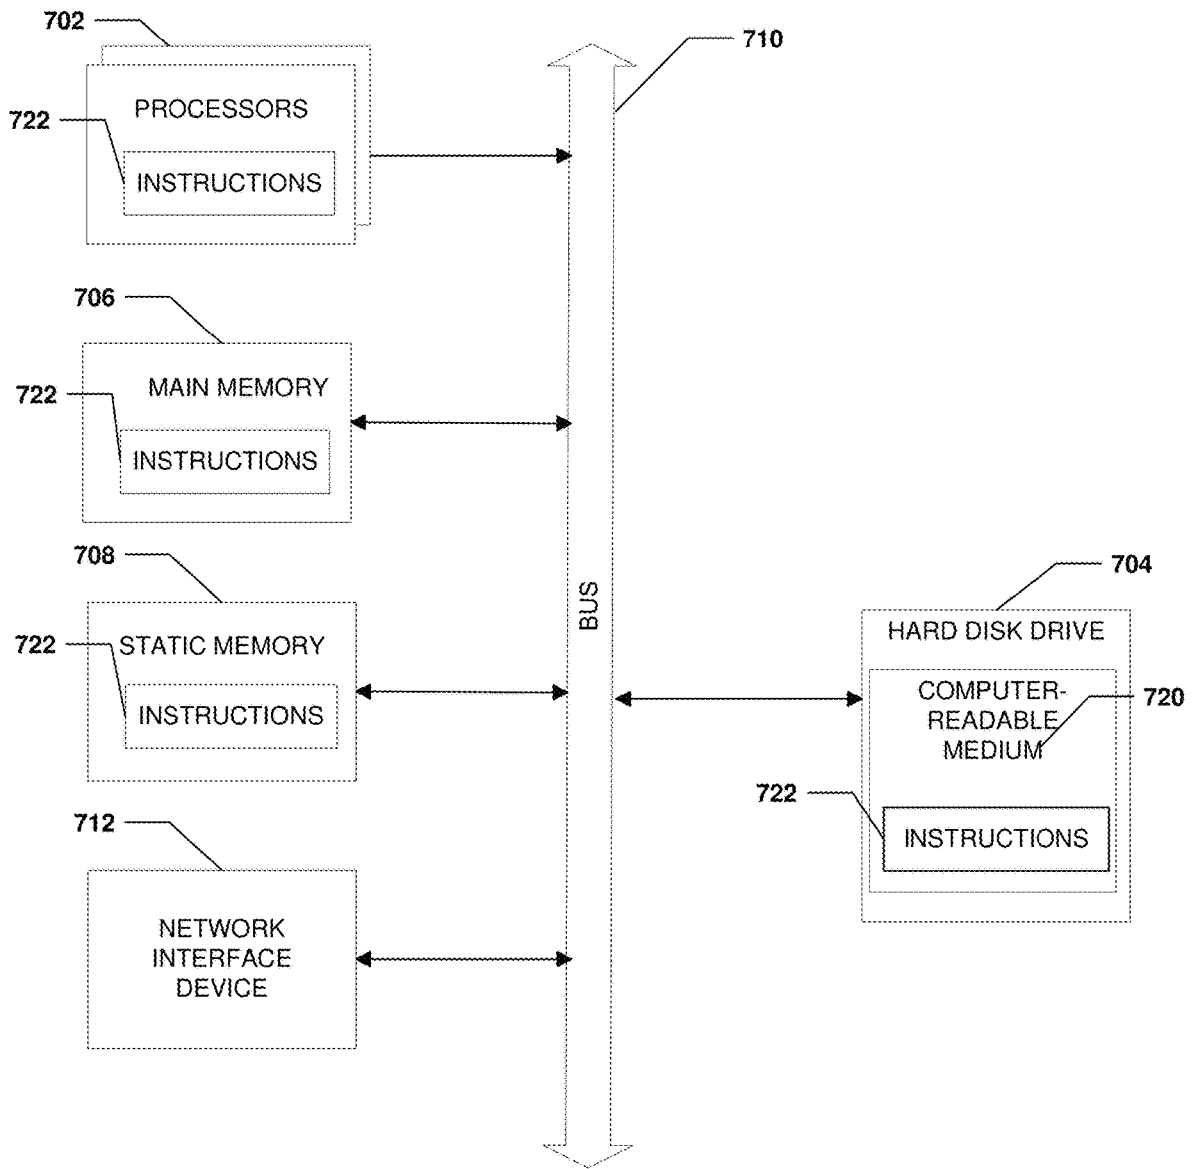 702
710
PROCESSORS
722
INSTRUCTIONS
706
MAIN MEMORY
722
INSTRUCTIONS
708
STATIC MEMORY
722
INSTRUCTIONS
BUS
704
HARD DISK DRIVE
COMPUTER-
READABLE
MEDIUM
720
722
INSTRUCTIONS
712
NETWORK
INTERFACE
DEVICE